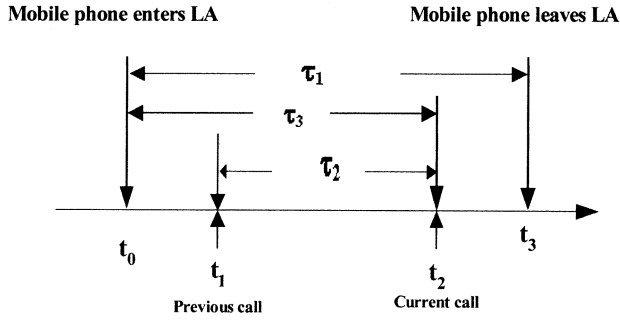 Mobile phone enters LA
Mobile phone leaves LA
τ1
τ3
τ2
t0
t1
t2
t3
Previous call
Current call